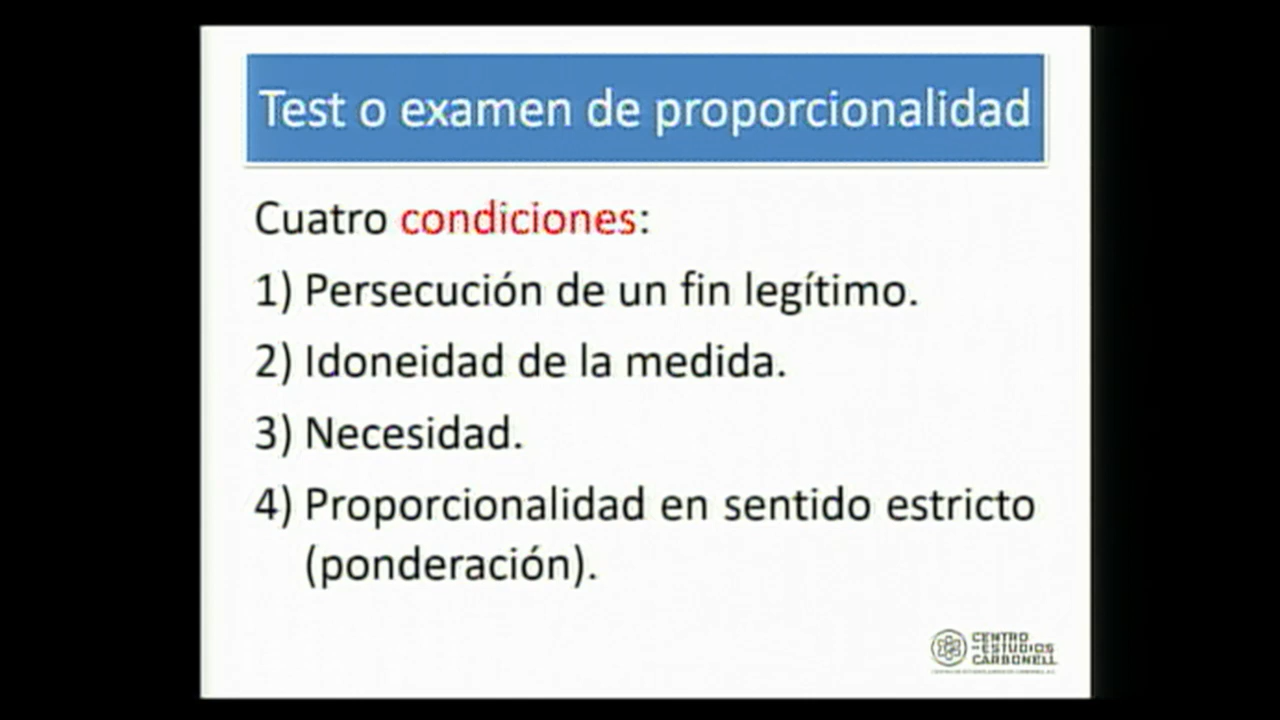 Test o examen de proporcionalidad
Cuatro condiciones:
1) Persecución de un fin legítimo.
2) Idoneidad de la medida.
3) Necesidad.
4) Proporcionalidad en sentido estricto
(ponderación).
CENTRO
ESTUDIOS
CARBONELL